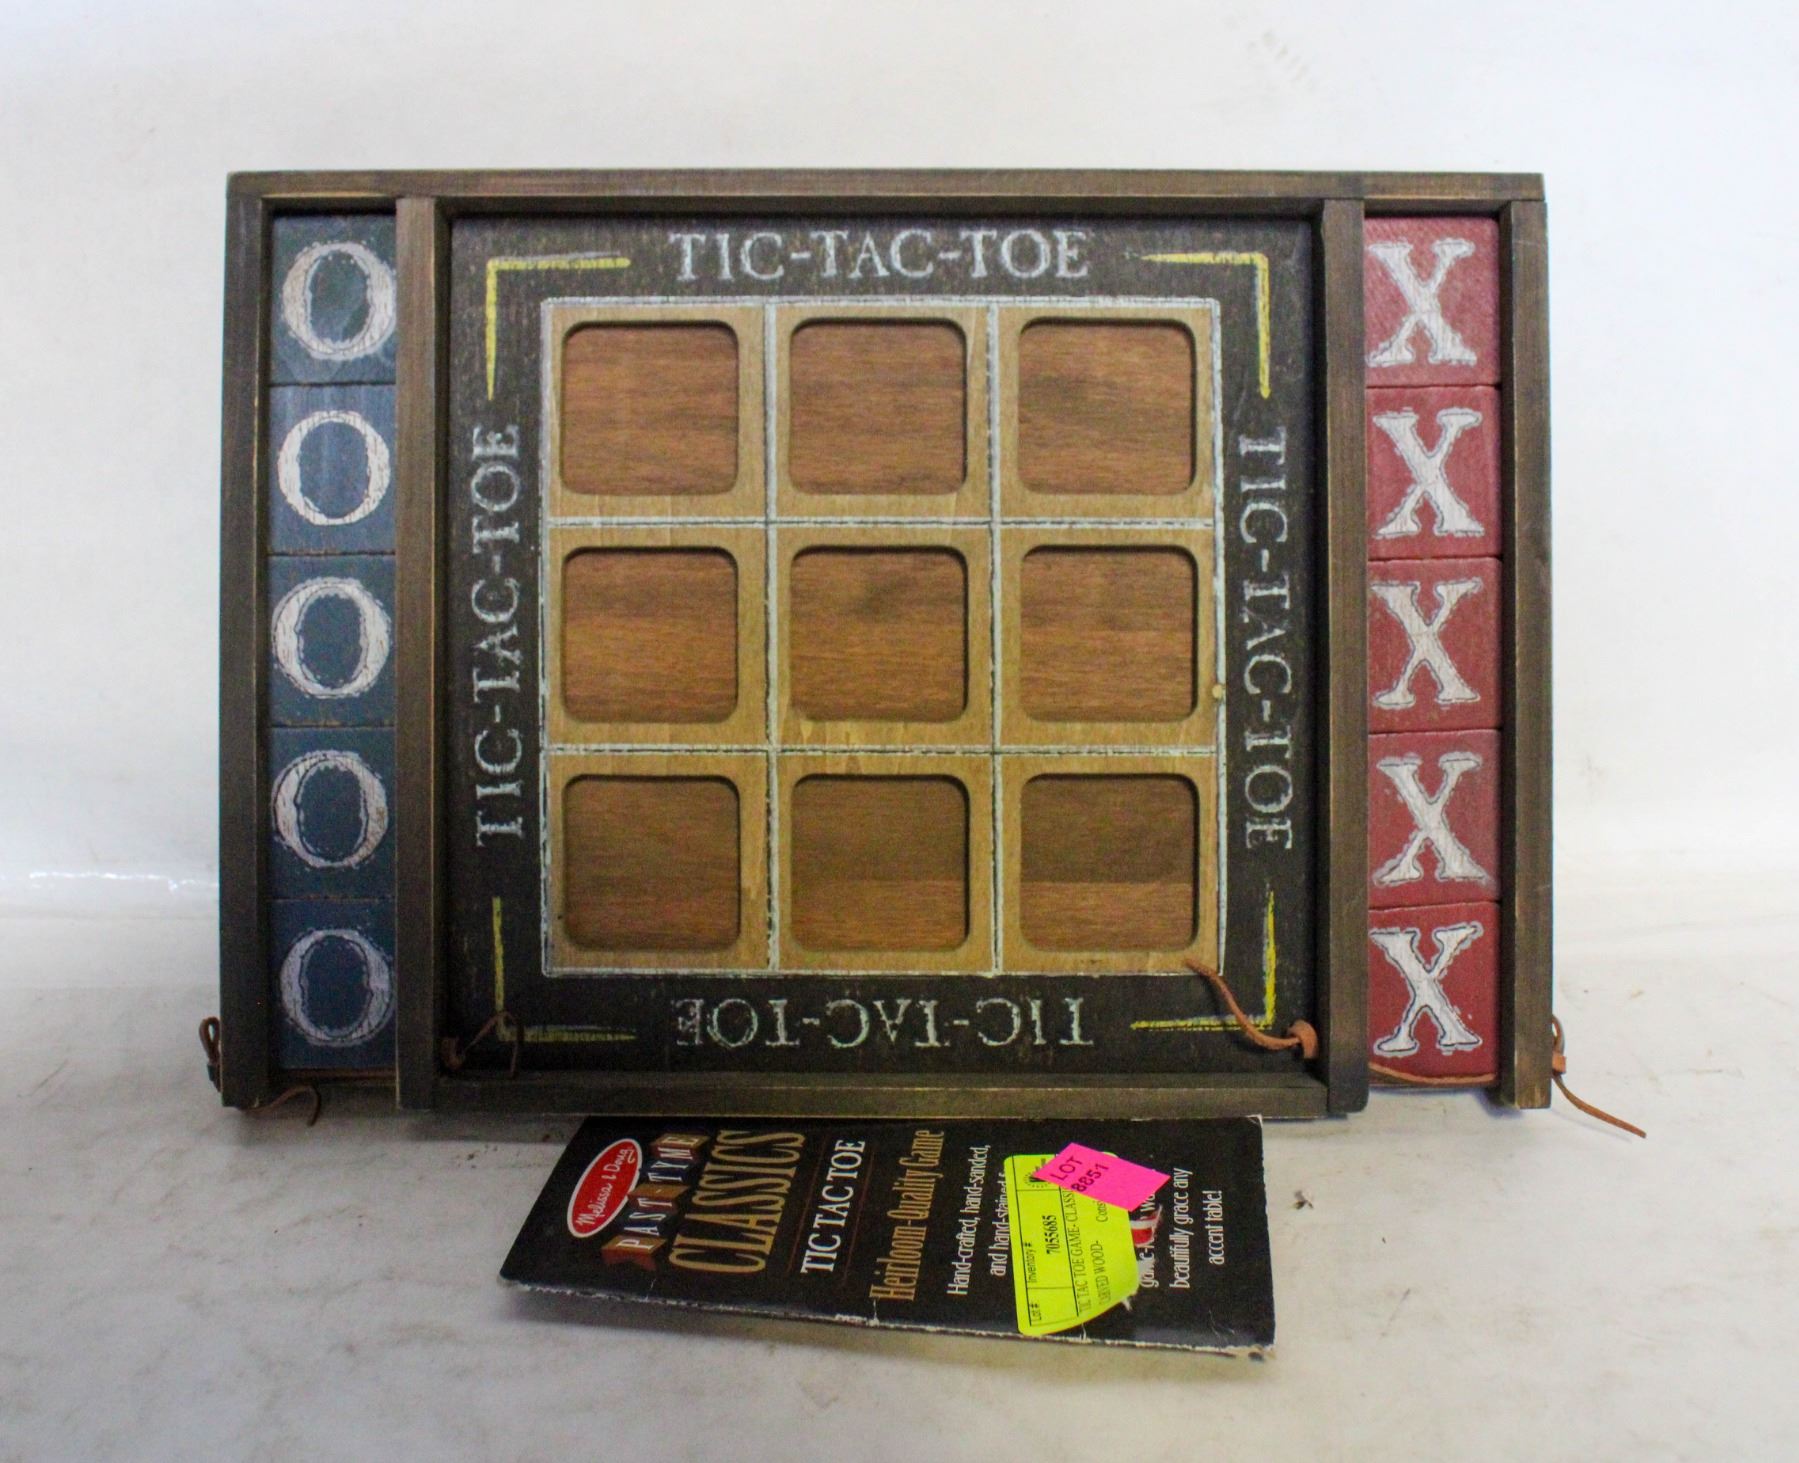 TIC-TAC-TOE
O
O
O
O
O
TIC-TAC-TOE
TIC-TAC-TOE
X
X
X
X
X
TIC-TAC-TOE
Melissa & Doug
PAST-TYME
CLASSICS
TIC TAC TOE
Heirloom-Quality Game
Hand-crafted, hand-sanded,
and hand-stained
beautifully grace any
accent table!
LOT
8851
Lot #
Inventory #
7055685
TIC TAC TOE GAME- CLASS
WOOD-